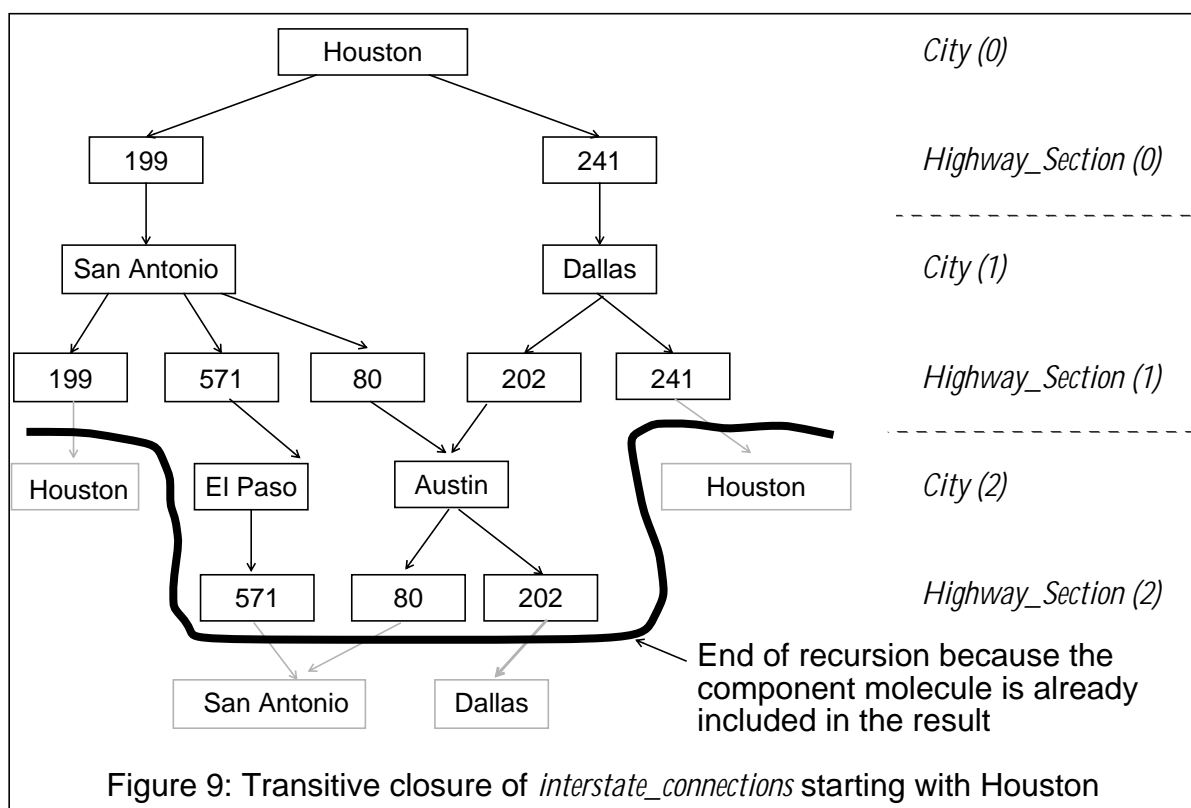 Houston
City (0)
199
241
Highway_Section (0)
San Antonio
Dallas
City (1)
199
571
80
202
241
Highway_Section (1)
Houston
El Paso
Austin
Houston
City (2)
571
80
202
Highway_Section (2)
San Antonio
Dallas
End of recursion because the
component molecule is already
included in the result
Figure 9: Transitive closure of interstate_connections starting with Houston